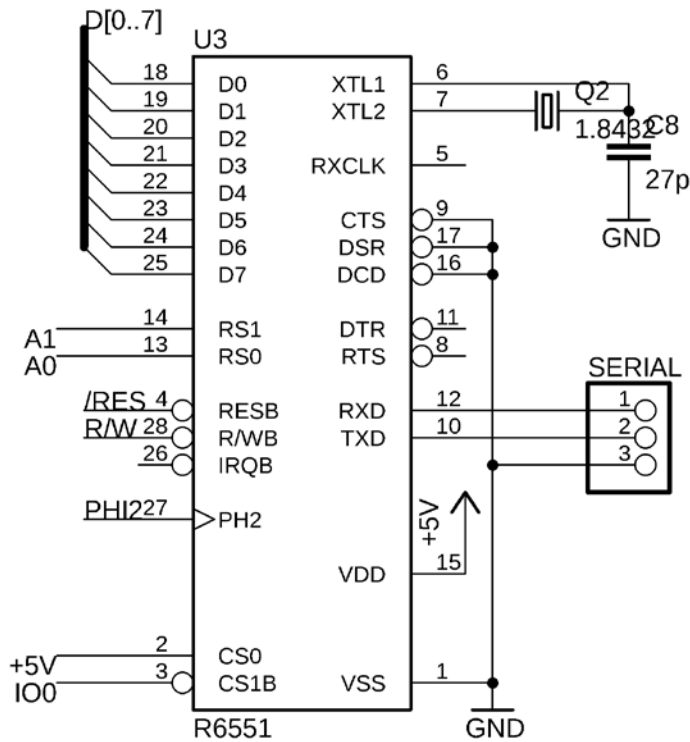 D[0..7]
U3
18 D0 XTL1 6
19 D1 XTL2 7
Q2
1.8432
C8
27p
GND
20 D2
21 D3 RXCLK 5
22 D4
23 D5 CTS 9
24 D6 DSR 17
25 D7 DCD 16
A1 14 RS1 DTR 11
A0 13 RS0 RTS 8
SERIAL
/RES 4 RESB RXD 12 1
R/W 28 R/WB TXD 10 2
26 IRQB 3
PHI2 27 PH2
+5V
VDD 15
+5V 2 CS0
IO0 3 CS1B VSS 1
R6551
GND